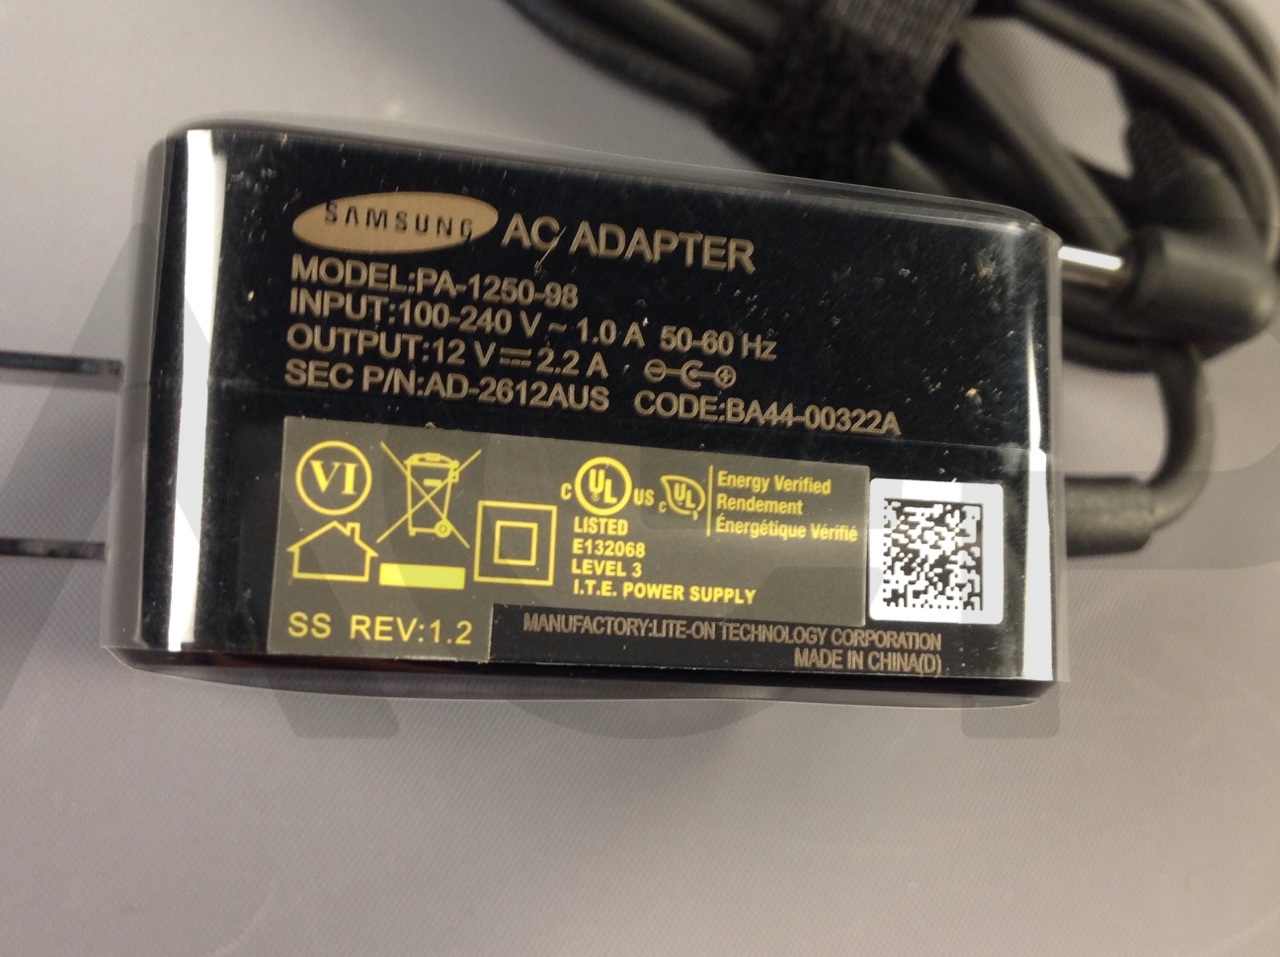 SAMSUNG AC ADAPTER
MODEL:PA-1250-98
INPUT:100-240 V ~ 1.0 A 50-60 Hz
OUTPUT:12 V ⎓ 2.2 A
SEC P/N:AD-2612AUS CODE:BA44-00322A
VI
C UL US
LISTED
E132068
LEVEL 3
I.T.E. POWER SUPPLY
c UL
Energy Verified
Rendement
Énergétique Vérifié
SS REV:1.2
MANUFACTORY:LITE-ON TECHNOLOGY CORPORATION
MADE IN CHINA(D)